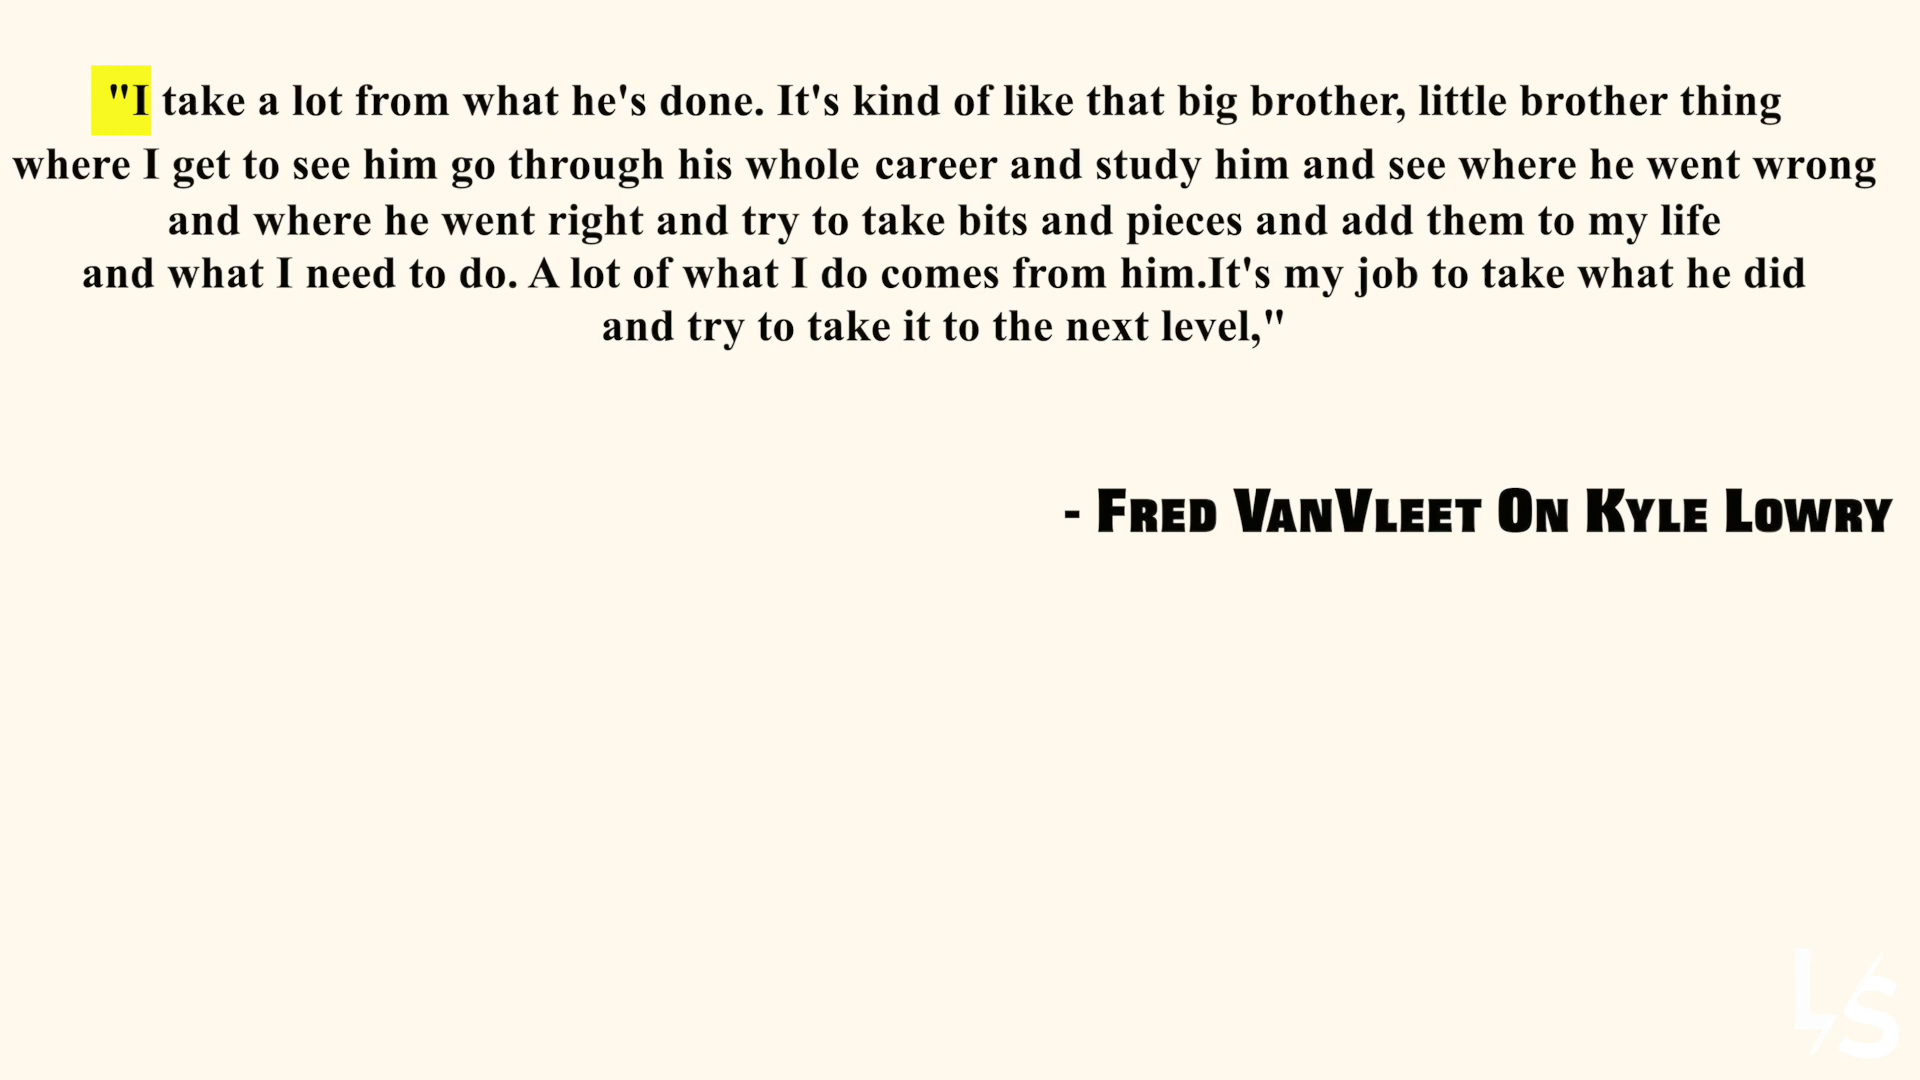 "I take a lot from what he's done. It's kind of like that big brother, little brother thing
where I get to see him go through his whole career and study him and see where he went wrong
and where he went right and try to take bits and pieces and add them to my life
and what I need to do. A lot of what I do comes from him.It's my job to take what he did
and try to take it to the next level,"
- Fred VanVleet On Kyle Lowry
L/S